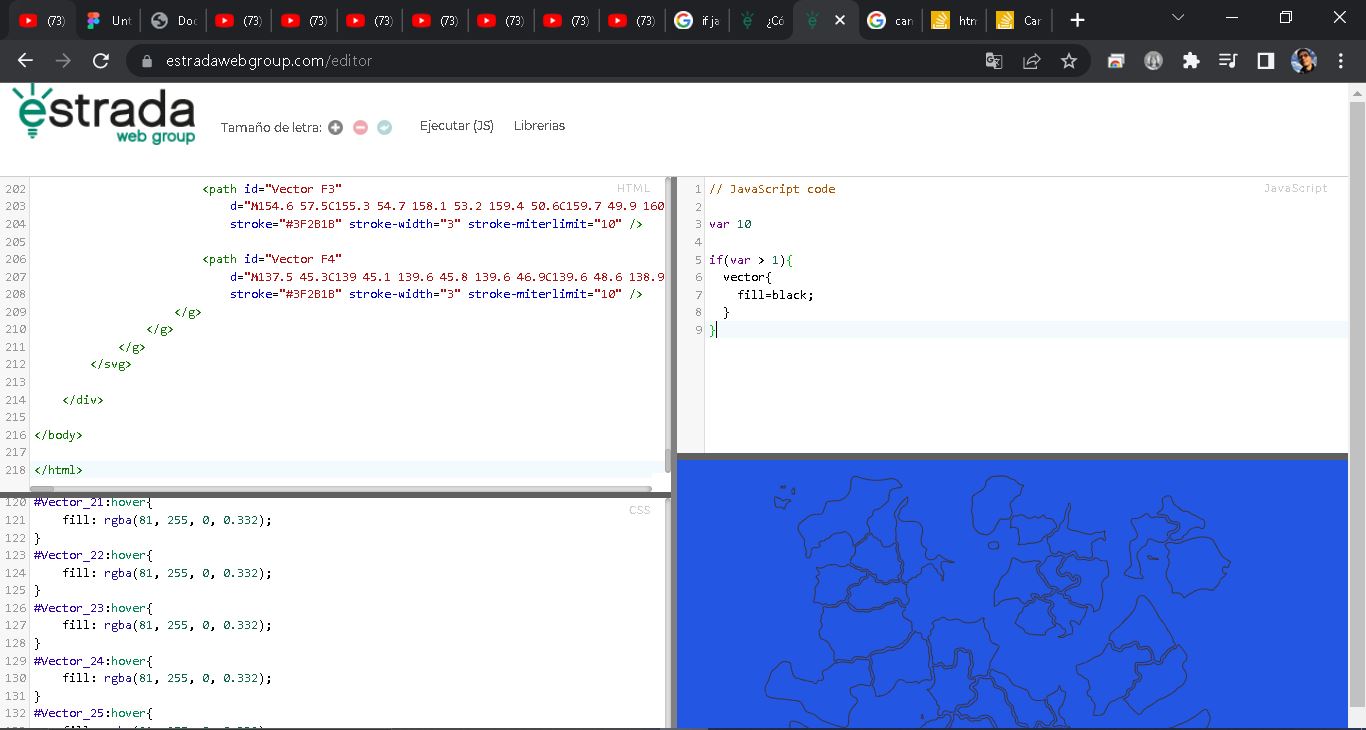 (73)
Unt
Doc
(73)
(73)
(73)
(73)
(73)
(73)
(73)
if ja
¿Có
can
htm
Car
estradawebgroup.com/editor
estrada
web group
Tamaño de letra:
Ejecutar (JS)
Librerias
HTML
202 <path id="Vector F3"
203 d="M154.6 57.5C155.3 54.7 158.1 53.2 159.4 50.6C159.7 49.9 160
204 stroke="#3F2B1B" stroke-width="3" stroke-miterlimit="10" />
205
206 <path id="Vector F4"
207 d="M137.5 45.3C139 45.1 139.6 45.8 139.6 46.9C139.6 48.6 138.9
208 stroke="#3F2B1B" stroke-width="3" stroke-miterlimit="10" />
209 </g>
210 </g>
211 </g>
212 </svg>
213
214 </div>
215
216 </body>
217
218 </html>
JavaScript
1 // JavaScript code
2
3 var 10
4
5 if(var > 1){
6 vector{
7 fill=black;
8 }
9 }
CSS
120 #Vector_21:hover{
121 fill: rgba(81, 255, 0, 0.332);
122 }
123 #Vector_22:hover{
124 fill: rgba(81, 255, 0, 0.332);
125 }
126 #Vector_23:hover{
127 fill: rgba(81, 255, 0, 0.332);
128 }
129 #Vector_24:hover{
130 fill: rgba(81, 255, 0, 0.332);
131 }
132 #Vector_25:hover{